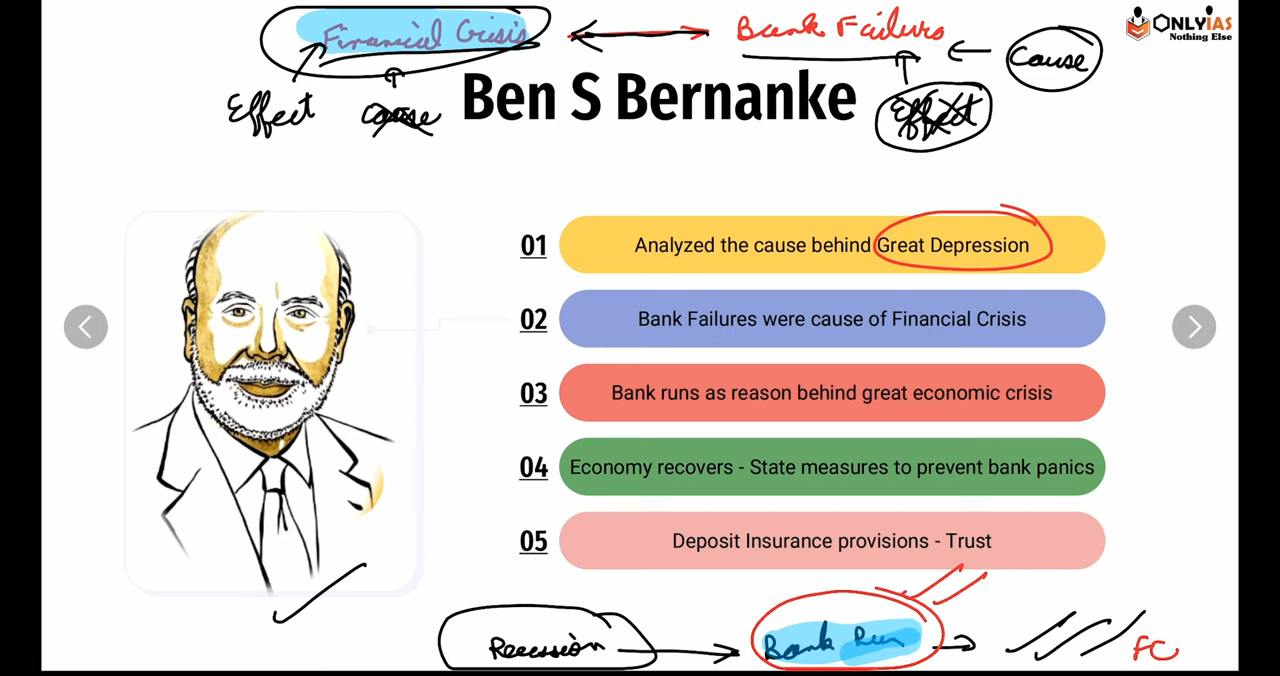 Financial Crisis
Bank Failure
ONLYIAS
Nothing Else
Cause
Effect
cause
Ben S Bernanke
Effect
01 Analyzed the cause behind Great Depression
02 Bank Failures were cause of Financial Crisis
03 Bank runs as reason behind great economic crisis
04 Economy recovers - State measures to prevent bank panics
05 Deposit Insurance provisions - Trust
Recession
Bank Run
FC